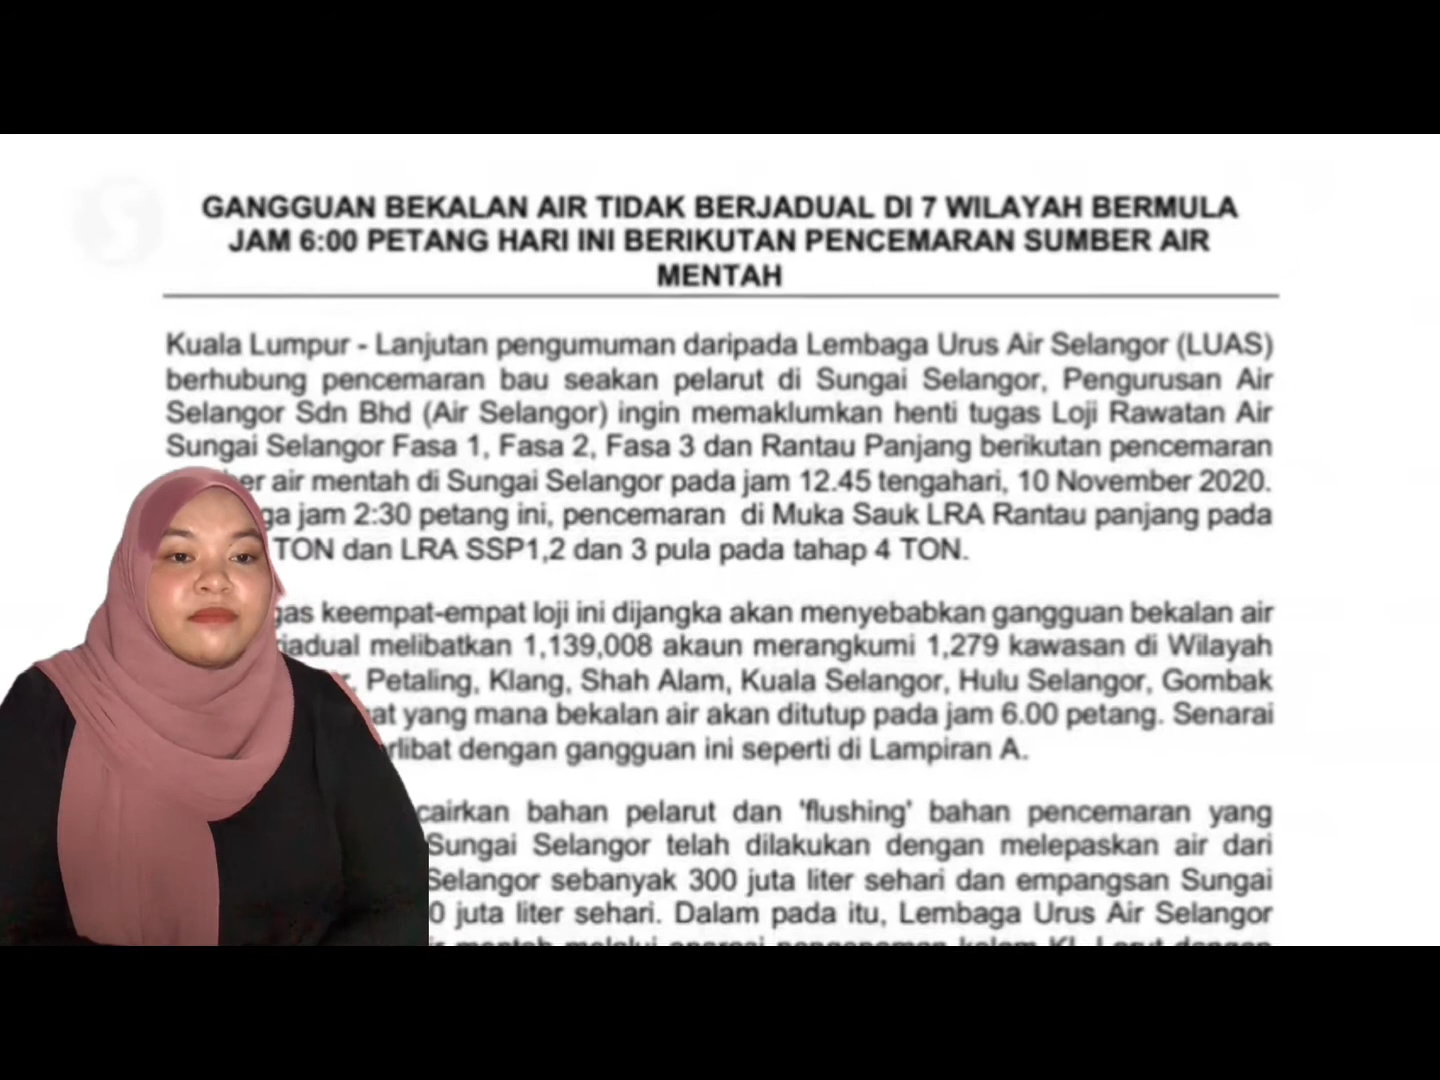 GANGGUAN BEKALAN AIR TIDAK BERJADUAL DI 7 WILAYAH BERMULA
JAM 6:00 PETANG HARI INI BERIKUTAN PENCEMARAN SUMBER AIR
MENTAH
Kuala Lumpur - Lanjutan pengumuman daripada Lembaga Urus Air Selangor (LUAS)
berhubung pencemaran bau seakan pelarut di Sungai Selangor, Pengurusan Air
Selangor Sdn Bhd (Air Selangor) ingin memaklumkan henti tugas Loji Rawatan Air
Sungai Selangor Fasa 1, Fasa 2, Fasa 3 dan Rantau Panjang berikutan pencemaran
air mentah di Sungai Selangor pada jam 12.45 tengahari, 10 November 2020.
jam 2:30 petang ini, pencemaran di Muka Sauk LRA Rantau panjang pada
TON dan LRA SSP1,2 dan 3 pula pada tahap 4 TON.
keempat-empat loji ini dijangka akan menyebabkan gangguan bekalan air
melibatkan 1,139,008 akaun merangkumi 1,279 kawasan di Wilayah
Petaling, Klang, Shah Alam, Kuala Selangor, Hulu Selangor, Gombak
yang mana bekalan air akan ditutup pada jam 6.00 petang. Senarai
dengan gangguan ini seperti di Lampiran A.
bahan pelarut dan 'flushing' bahan pencemaran yang
Sungai Selangor telah dilakukan dengan melepaskan air dari
Selangor sebanyak 300 juta liter sehari dan empangsan Sungai
juta liter sehari. Dalam pada itu, Lembaga Urus Air Selangor